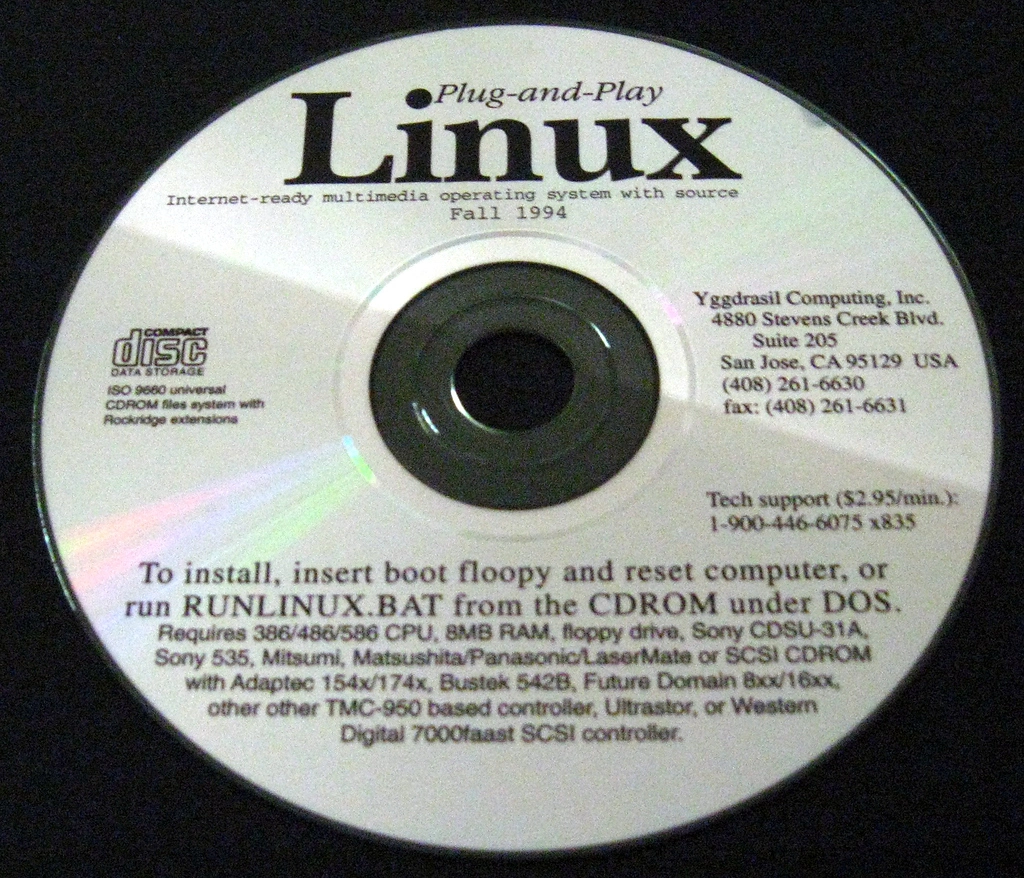 Plug-and-Play
Linux
Internet-ready multimedia operating system with source
Fall 1994
COMPACT
disc
DATA STORAGE
ISO 9660 universal
CDROM files system with
Rockridge extensions
Yggdrasil Computing, Inc.
4880 Stevens Creek Blvd.
Suite 205
San Jose, CA 95129 USA
(408) 261-6630
fax: (408) 261-6631
Tech support ($2.95/min.):
1-900-446-6075 x835
To install, insert boot floopy and reset computer, or
run RUNLINUX.BAT from the CDROM under DOS.
Requires 386/486/586 CPU, 8MB RAM, floppy drive, Sony CDSU-31A,
Sony 535, Mitsumi, Matsushita/Panasonic/LaserMate or SCSI CDROM
with Adaptec 154x/174x, Bustek 542B, Future Domain 8xx/16xx,
other other TMC-950 based controller, Ultrastor, or Western
Digital 7000faast SCSI controller.